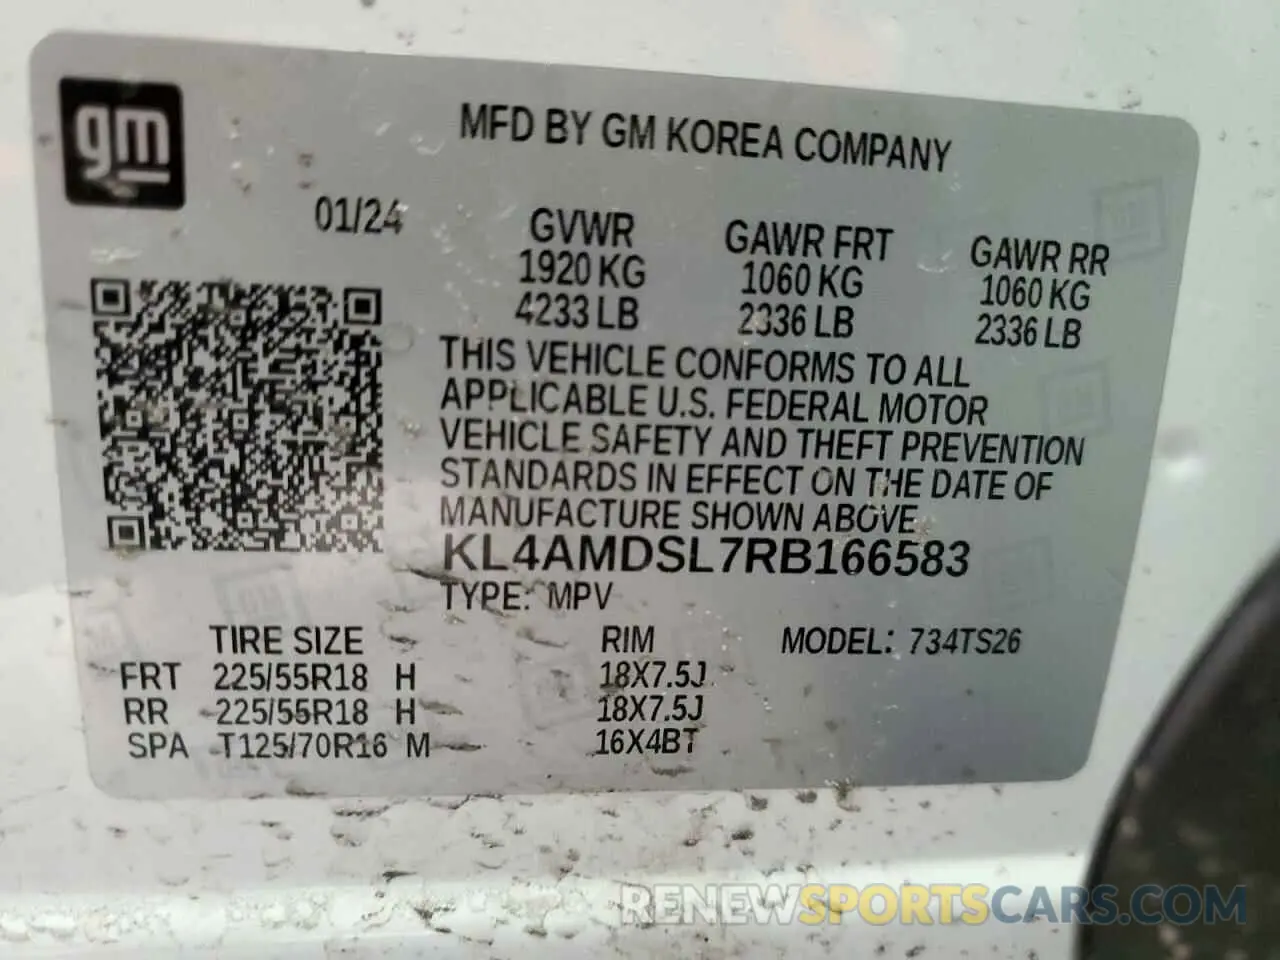 gm
MFD BY GM KOREA COMPANY
01/24
GVWR GAWR FRT GAWR RR
1920 KG 1060 KG 1060 KG
4233 LB 2336 LB 2336 LB
THIS VEHICLE CONFORMS TO ALL
APPLICABLE U.S. FEDERAL MOTOR
VEHICLE SAFETY AND THEFT PREVENTION
STANDARDS IN EFFECT ON THE DATE OF
MANUFACTURE SHOWN ABOVE.
KL4AMDSL7RB166583
TYPE: MPV
TIRE SIZE RIM MODEL: 734TS26
FRT 225/55R18 H 18X7.5J
RR 225/55R18 H 18X7.5J
SPA T125/70R16 M 16X4BT
RENEWSPORTSCARS.COM